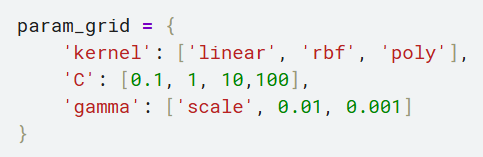 param_grid = {
    'kernel': ['linear', 'rbf', 'poly'],
    'C': [0.1, 1, 10,100],
    'gamma': ['scale', 0.01, 0.001]
}